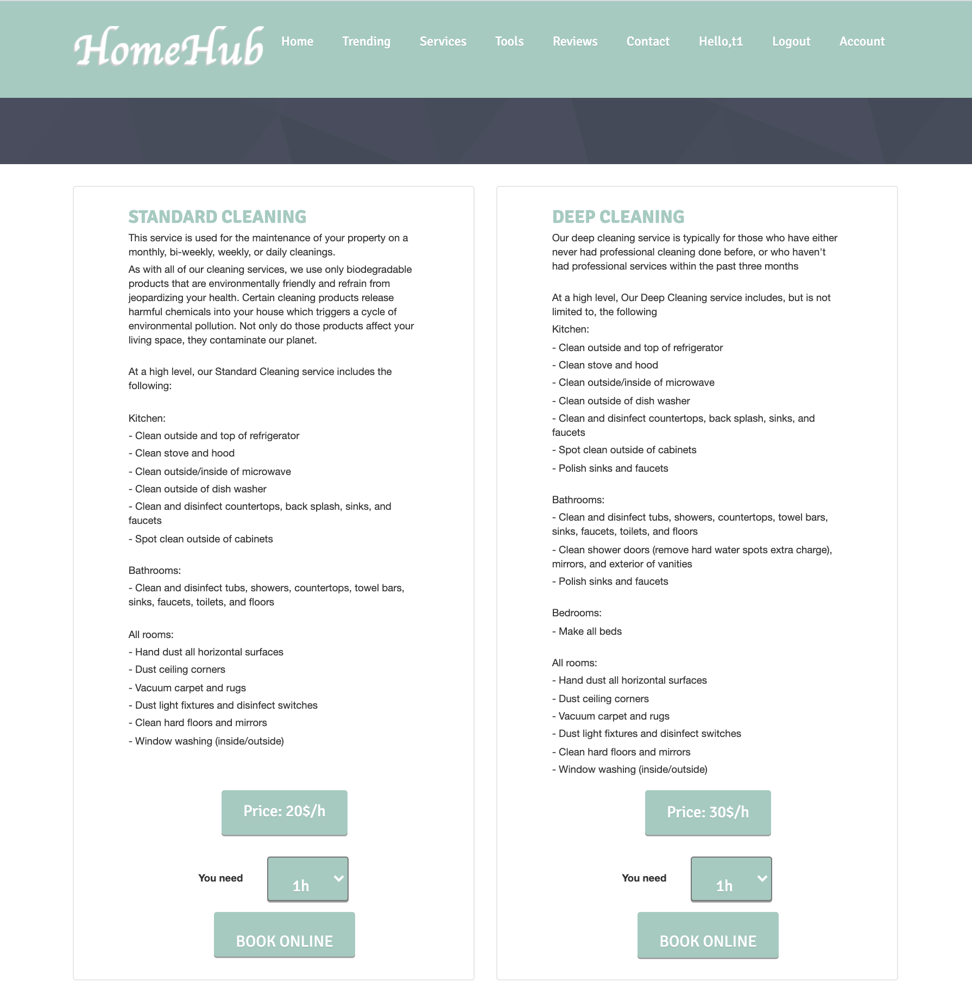 HomeHub
Home Trending Services Tools Reviews Contact Hello,t1 Logout Account
STANDARD CLEANING
This service is used for the maintenance of your property on a
monthly, bi-weekly, weekly, or daily cleanings.
As with all of our cleaning services, we use only biodegradable
products that are environmentally friendly and refrain from
jeopardizing your health. Certain cleaning products release
harmful chemicals into your house which triggers a cycle of
environmental pollution. Not only do those products affect your
living space, they contaminate our planet.
At a high level, our Standard Cleaning service includes the
following:
Kitchen:
- Clean outside and top of refrigerator
- Clean stove and hood
- Clean outside/inside of microwave
- Clean outside of dish washer
- Clean and disinfect countertops, back splash, sinks, and
faucets
- Spot clean outside of cabinets
Bathrooms:
- Clean and disinfect tubs, showers, countertops, towel bars,
sinks, faucets, toilets, and floors
All rooms:
- Hand dust all horizontal surfaces
- Dust ceiling corners
- Vacuum carpet and rugs
- Dust light fixtures and disinfect switches
- Clean hard floors and mirrors
- Window washing (inside/outside)
Price: 20$/h
You need 1h
BOOK ONLINE
DEEP CLEANING
Our deep cleaning service is typically for those who have either
never had professional cleaning done before, or who haven't
had professional services within the past three months
At a high level, Our Deep Cleaning service includes, but is not
limited to, the following
Kitchen:
- Clean outside and top of refrigerator
- Clean stove and hood
- Clean outside/inside of microwave
- Clean outside of dish washer
- Clean and disinfect countertops, back splash, sinks, and
faucets
- Spot clean outside of cabinets
- Polish sinks and faucets
Bathrooms:
- Clean and disinfect tubs, showers, countertops, towel bars,
sinks, faucets, toilets, and floors
- Clean shower doors (remove hard water spots extra charge),
mirrors, and exterior of vanities
- Polish sinks and faucets
Bedrooms:
- Make all beds
All rooms:
- Hand dust all horizontal surfaces
- Dust ceiling corners
- Vacuum carpet and rugs
- Dust light fixtures and disinfect switches
- Clean hard floors and mirrors
- Window washing (inside/outside)
Price: 30$/h
You need 1h
BOOK ONLINE